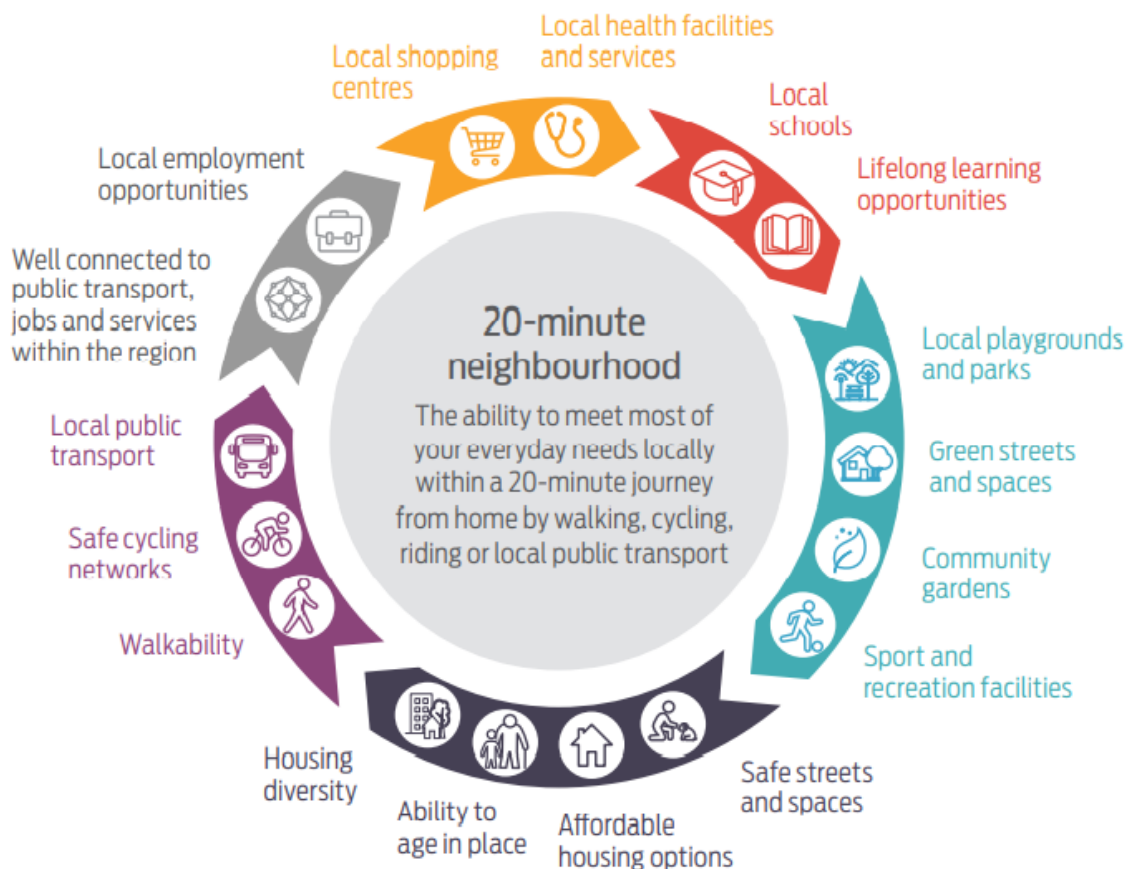 Local health facilities
and services
Local shopping
centres
Local
schools
Lifelong learning
opportunities
Local playgrounds
and parks
Green streets
and spaces
Community
gardens
Sport and
recreation facilities
Safe streets
and spaces
Affordable
housing options
Ability to
age in place
Housing
diversity
Walkability
Safe cycling
networks
Local public
transport
Well connected to
public transport,
jobs and services
within the region
Local employment
opportunities
20-minute
neighbourhood
The ability to meet most of
your everyday needs locally
within a 20-minute journey
from home by walking, cycling,
riding or local public transport